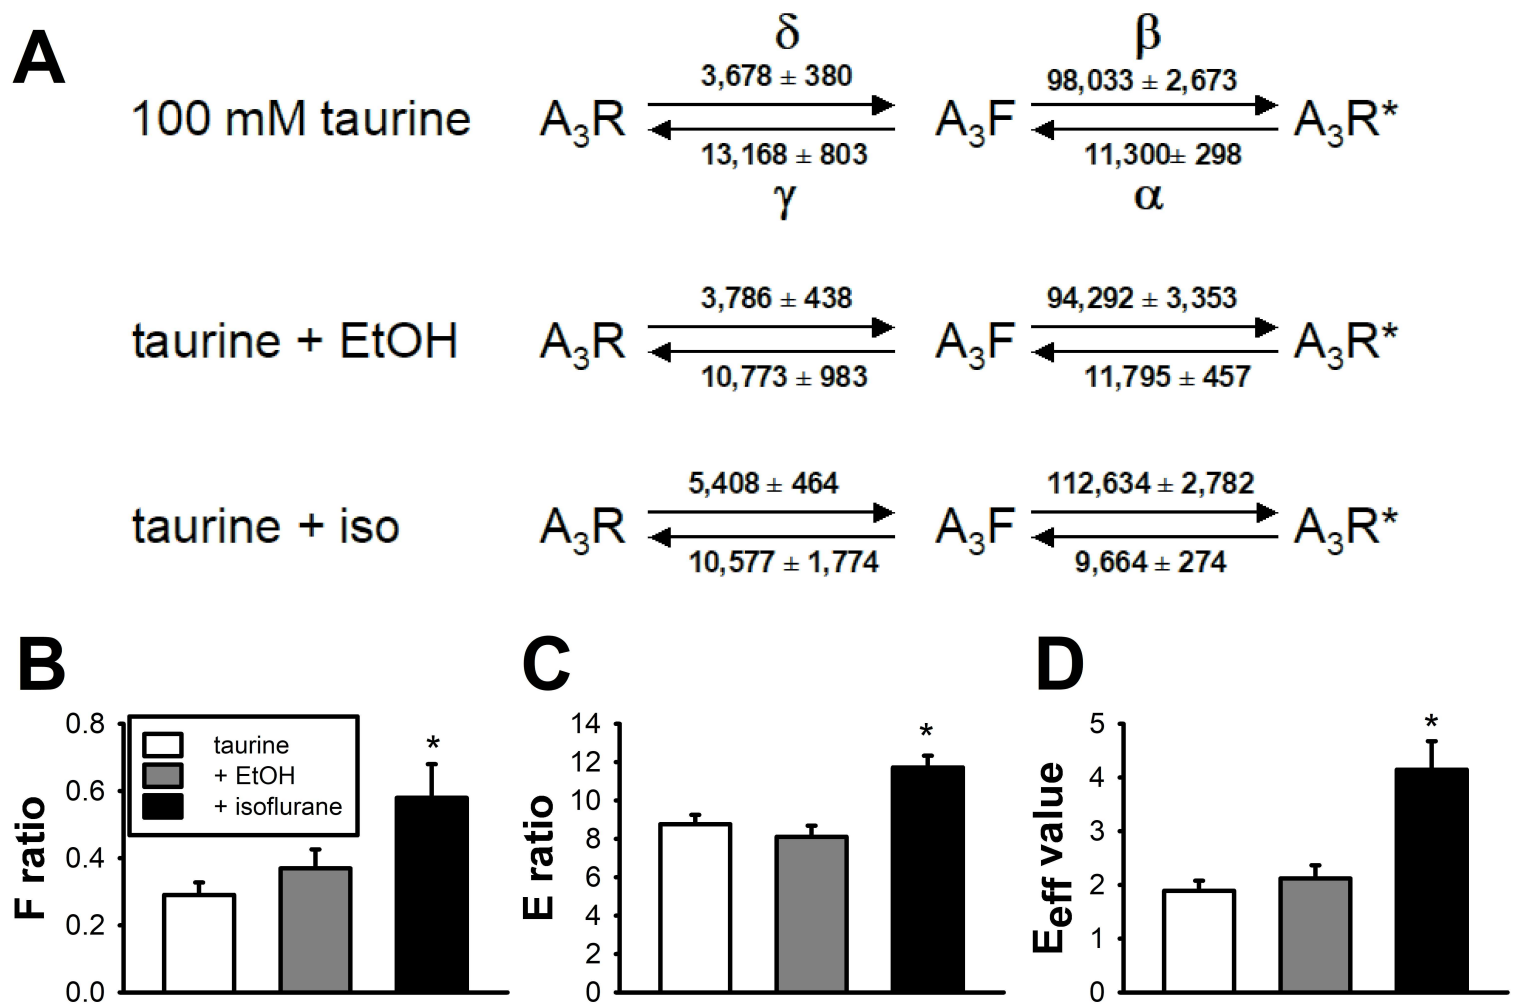 A
δ
β
3,678 ± 380
98,033 ± 2,673
100 mM taurine
A3R
A3F
A3R*
13,168 ± 803
11,300± 298
γ
α
3,786 ± 438
94,292 ± 3,353
taurine + EtOH
A3R
A3F
A3R*
10,773 ± 983
11,795 ± 457
5,408 ± 464
112,634 ± 2,782
taurine + iso
A3R
A3F
A3R*
10,577 ± 1,774
9,664 ± 274
B
F ratio
0.8
0.6
0.4
0.2
0.0
taurine
+ EtOH
+ isoflurane
*
C
E ratio
14
12
10
8
6
4
2
0
*
D
Eeff value
5
4
3
2
1
0
*